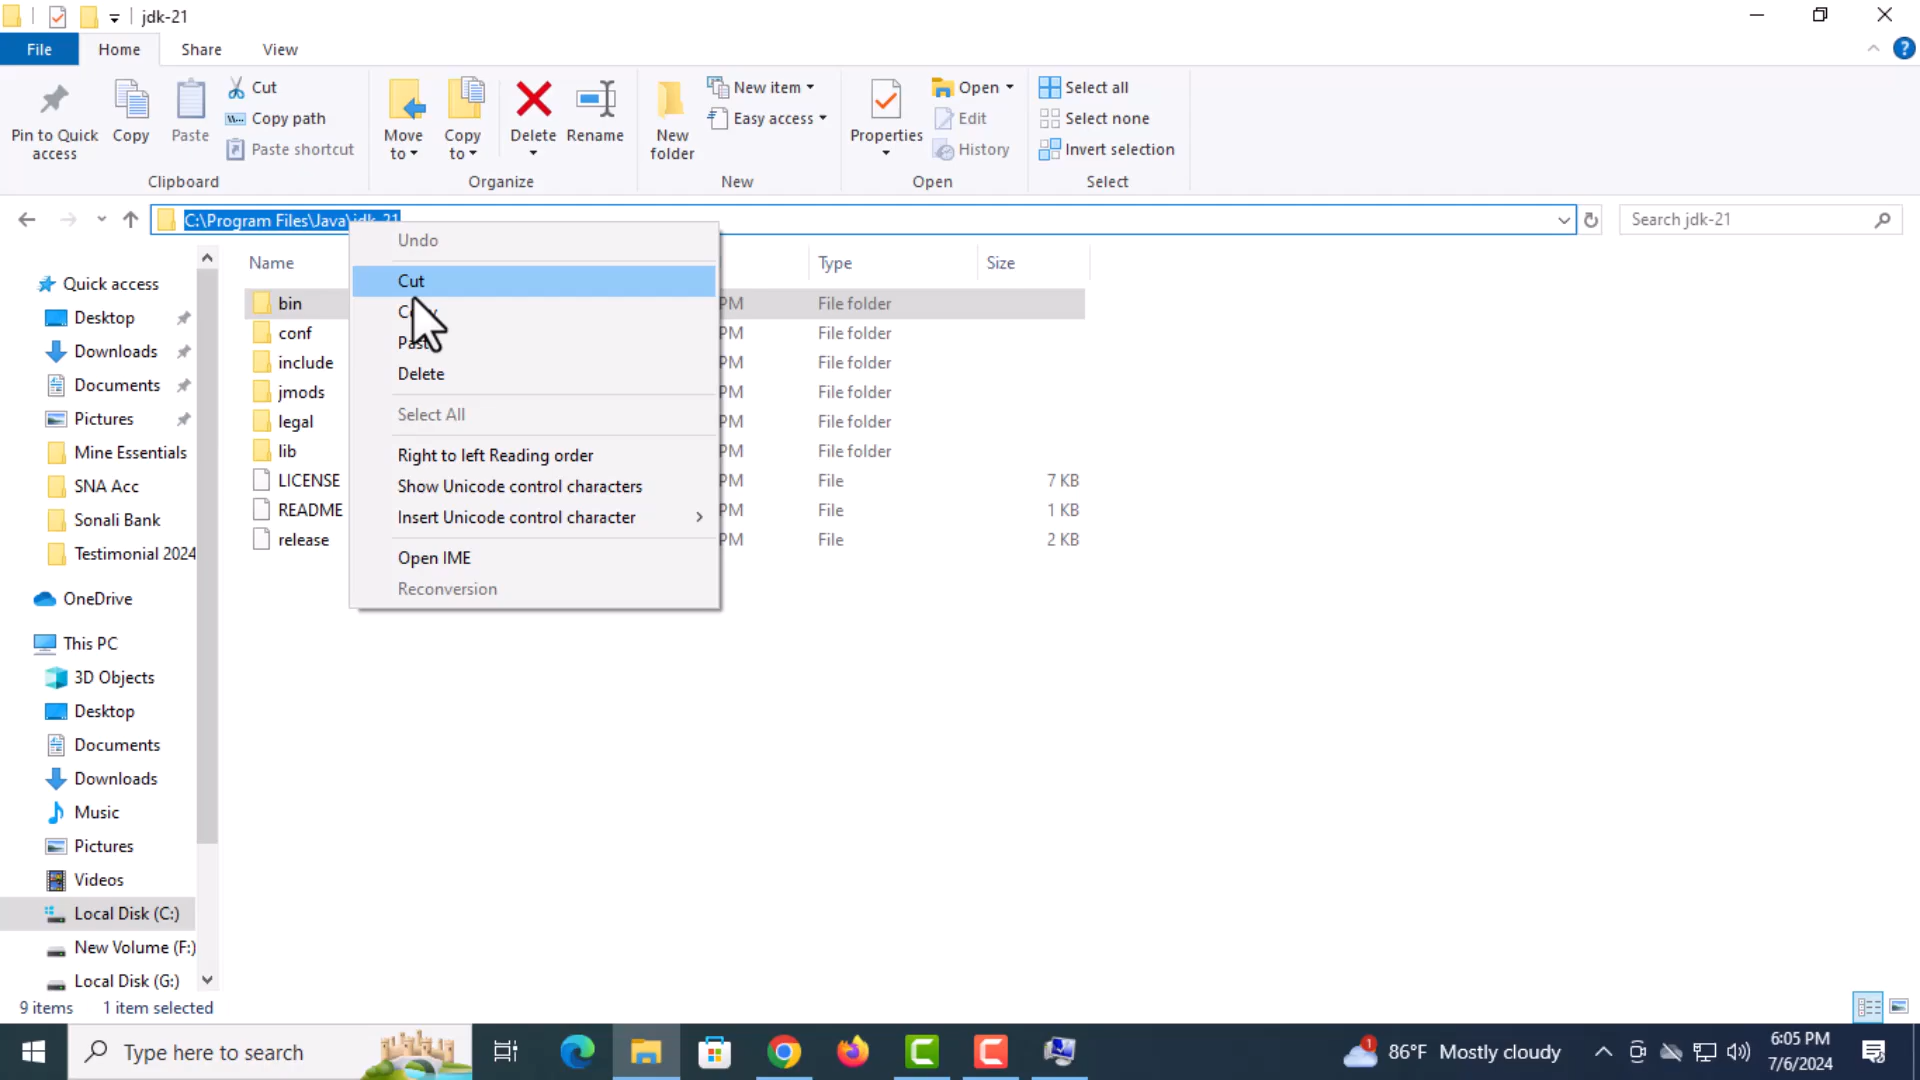 jdk-21
File Home Share View
Pin to Quick access
Copy
Paste
Cut
Copy path
Paste shortcut
Clipboard
Move to
Copy to
Delete
Rename
Organize
New folder
New item
Easy access
New
Properties
Open
Edit
History
Open
Select all
Select none
Invert selection
Select
C:\Program Files\Java\jdk-21
Search jdk-21
Quick access
Desktop
Downloads
Documents
Pictures
Mine Essentials
SNA Acc
Sonali Bank
Testimonial 2024
OneDrive
This PC
3D Objects
Desktop
Documents
Downloads
Music
Pictures
Videos
Local Disk (C:)
New Volume (F:)
Local Disk (G:)
Name Type Size
bin PM File folder
conf PM File folder
include PM File folder
jmods PM File folder
legal PM File folder
lib PM File folder
LICENSE PM File 7 KB
README PM File 1 KB
release PM File 2 KB
Undo
Cut
Copy
Paste
Delete
Select All
Right to left Reading order
Show Unicode control characters
Insert Unicode control character
Open IME
Reconversion
9 items 1 item selected
Type here to search
1
86°F Mostly cloudy
6:05 PM
7/6/2024